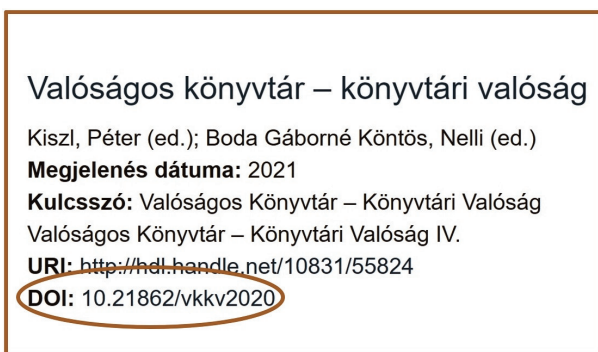 Valóságos könyvtár – könyvtári valóság
Kiszl, Péter (ed.); Boda Gáborné Köntös, Nelli (ed.)
Megjelenés dátuma: 2021
Kulcsszó: Valóságos Könyvtár – Könyvtári Valóság
Valóságos Könyvtár – Könyvtári Valóság IV.
URI: http://hdl.handle.net/10831/55824
DOI: 10.21862/vkkv2020